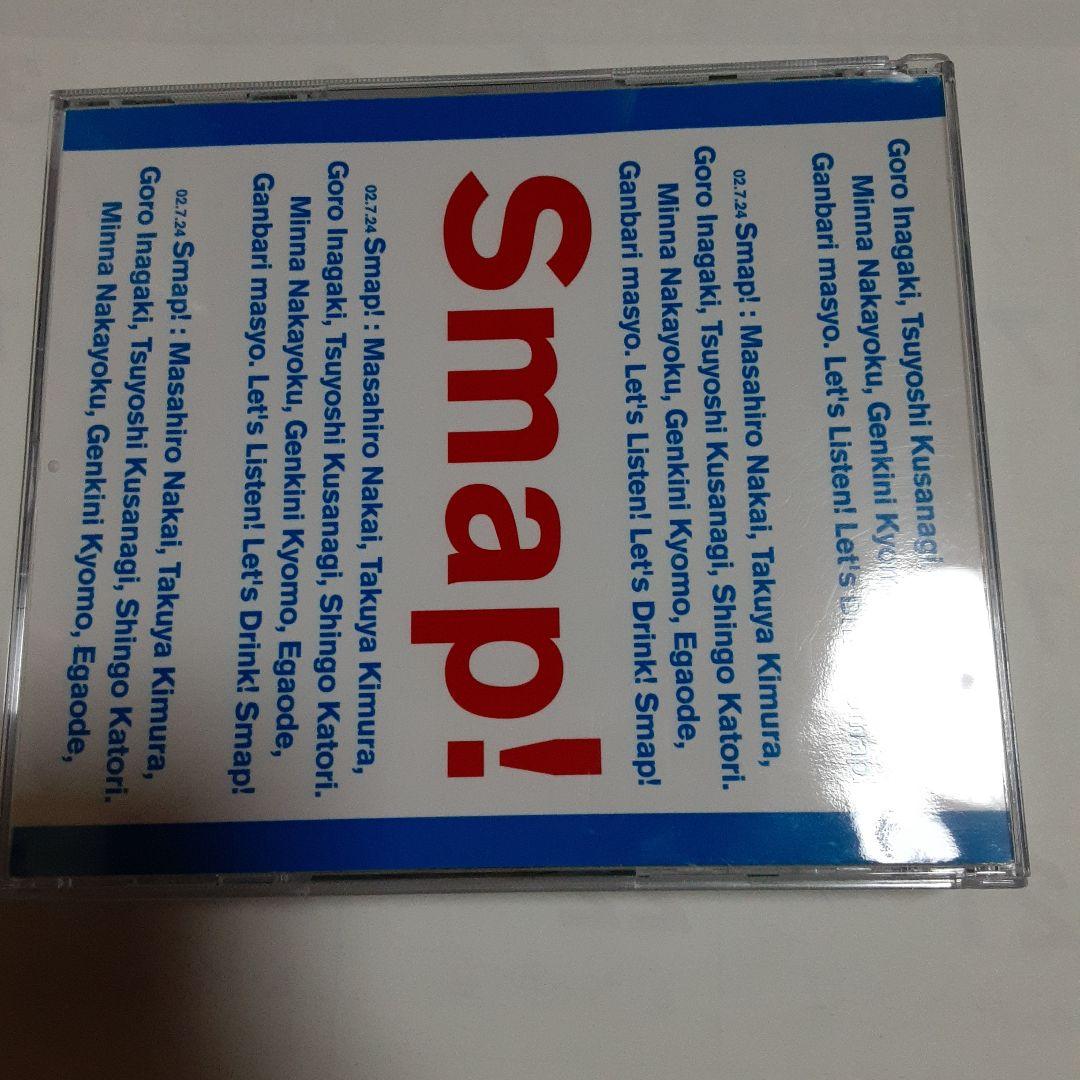 Goro Inagaki, Tsuyoshi Kusanagi
Minna Nakayoku, Genkini
Ganbari masyo. Let's Listen! Let's
02.7.24 Smap! : Masahiro Nakai, Takuya Kimura,
Goro Inagaki, Tsuyoshi Kusanagi, Shingo Katori.
Minna Nakayoku, Genkini Kyomo, Egaode,
Ganbari masyo. Let's Listen! Let's Drink! Smap!
Smap!
02.7.24 Smap! : Masahiro Nakai, Takuya Kimura,
Goro Inagaki, Tsuyoshi Kusanagi, Shingo Katori.
Minna Nakayoku, Genkini Kyomo, Egaode,
Ganbari masyo. Let's Listen! Let's Drink! Smap!
02.7.24 Smap! : Masahiro Nakai, Takuya Kimura,
Goro Inagaki, Tsuyoshi Kusanagi, Shingo Katori.
Minna Nakayoku, Genkini Kyomo, Egaode,